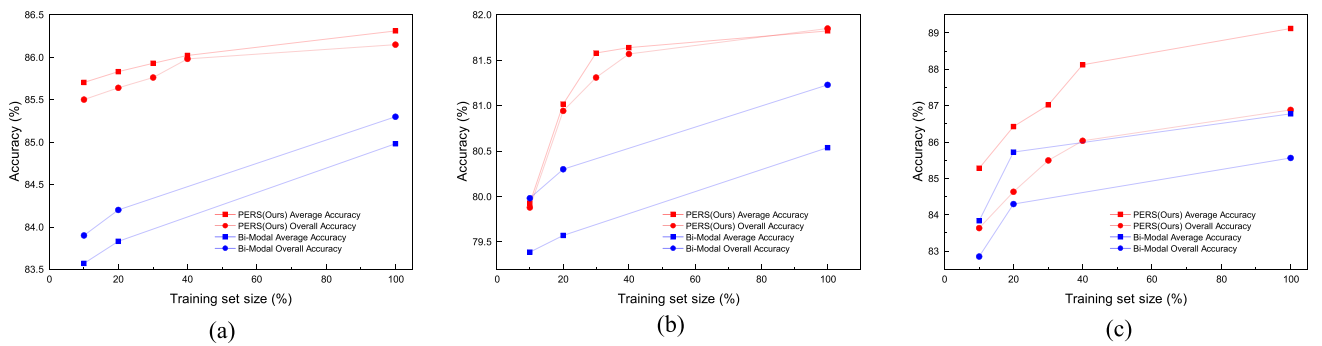 86.5
86.0
85.5
85.0
84.5
84.0
83.5
Accuracy (%)
PERS(Ours) Average Accuracy
PERS(Ours) Overall Accuracy
Bi-Modal Average Accuracy
Bi-Modal Overall Accuracy
0 20 40 60 80 100
Training set size (%)
(a)
82.0
81.5
81.0
80.5
80.0
79.5
Accuracy (%)
PERS(Ours) Average Accuracy
PERS(Ours) Overall Accuracy
Bi-Modal Average Accuracy
Bi-Modal Overall Accuracy
0 20 40 60 80 100
Training set size (%)
(b)
89
88
87
86
85
84
83
Accuracy (%)
PERS(Ours) Average Accuracy
PERS(Ours) Overall Accuracy
Bi-Modal Average Accuracy
Bi-Modal Overall Accuracy
0 20 40 60 80 100
Training set size (%)
(c)